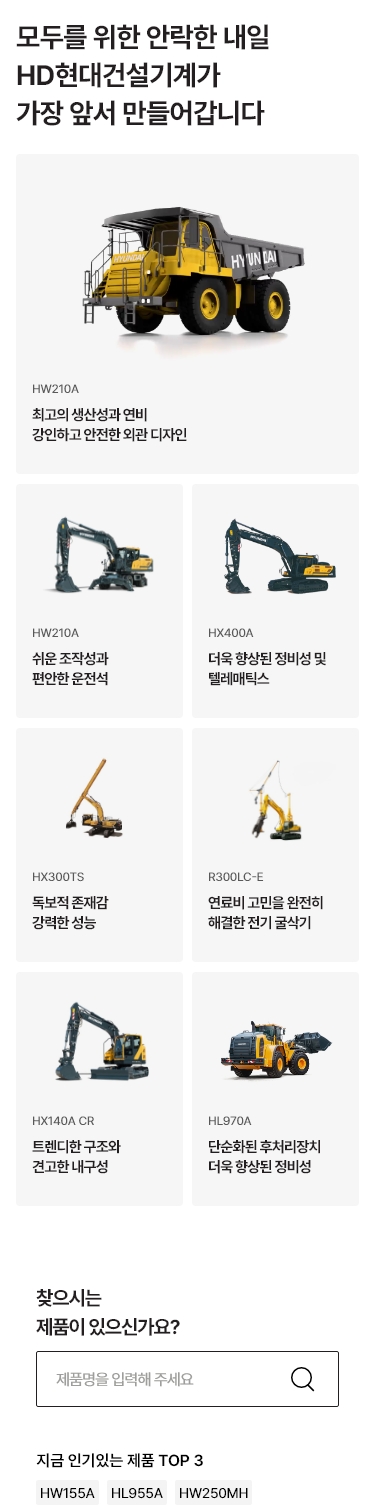 모두를 위한 안락한 내일
HD현대건설기계가
가장 앞서 만들어갑니다
HYUNDAI
HYUNDAI
HW210A
최고의 생산성과 연비
강인하고 안전한 외관 디자인
HW210A
쉬운 조작성과
편안한 운전석
HX400A
더욱 향상된 정비성 및
텔레매틱스
HX300TS
독보적 존재감
강력한 성능
R300LC-E
연료비 고민을 완전히
해결한 전기 굴삭기
HX140A CR
트렌디한 구조와
견고한 내구성
HL970A
단순화된 후처리장치
더욱 향상된 정비성
찾으시는
제품이 있으신가요?
제품명을 입력해 주세요
지금 인기있는 제품 TOP 3
HW155A HL955A HW250MH